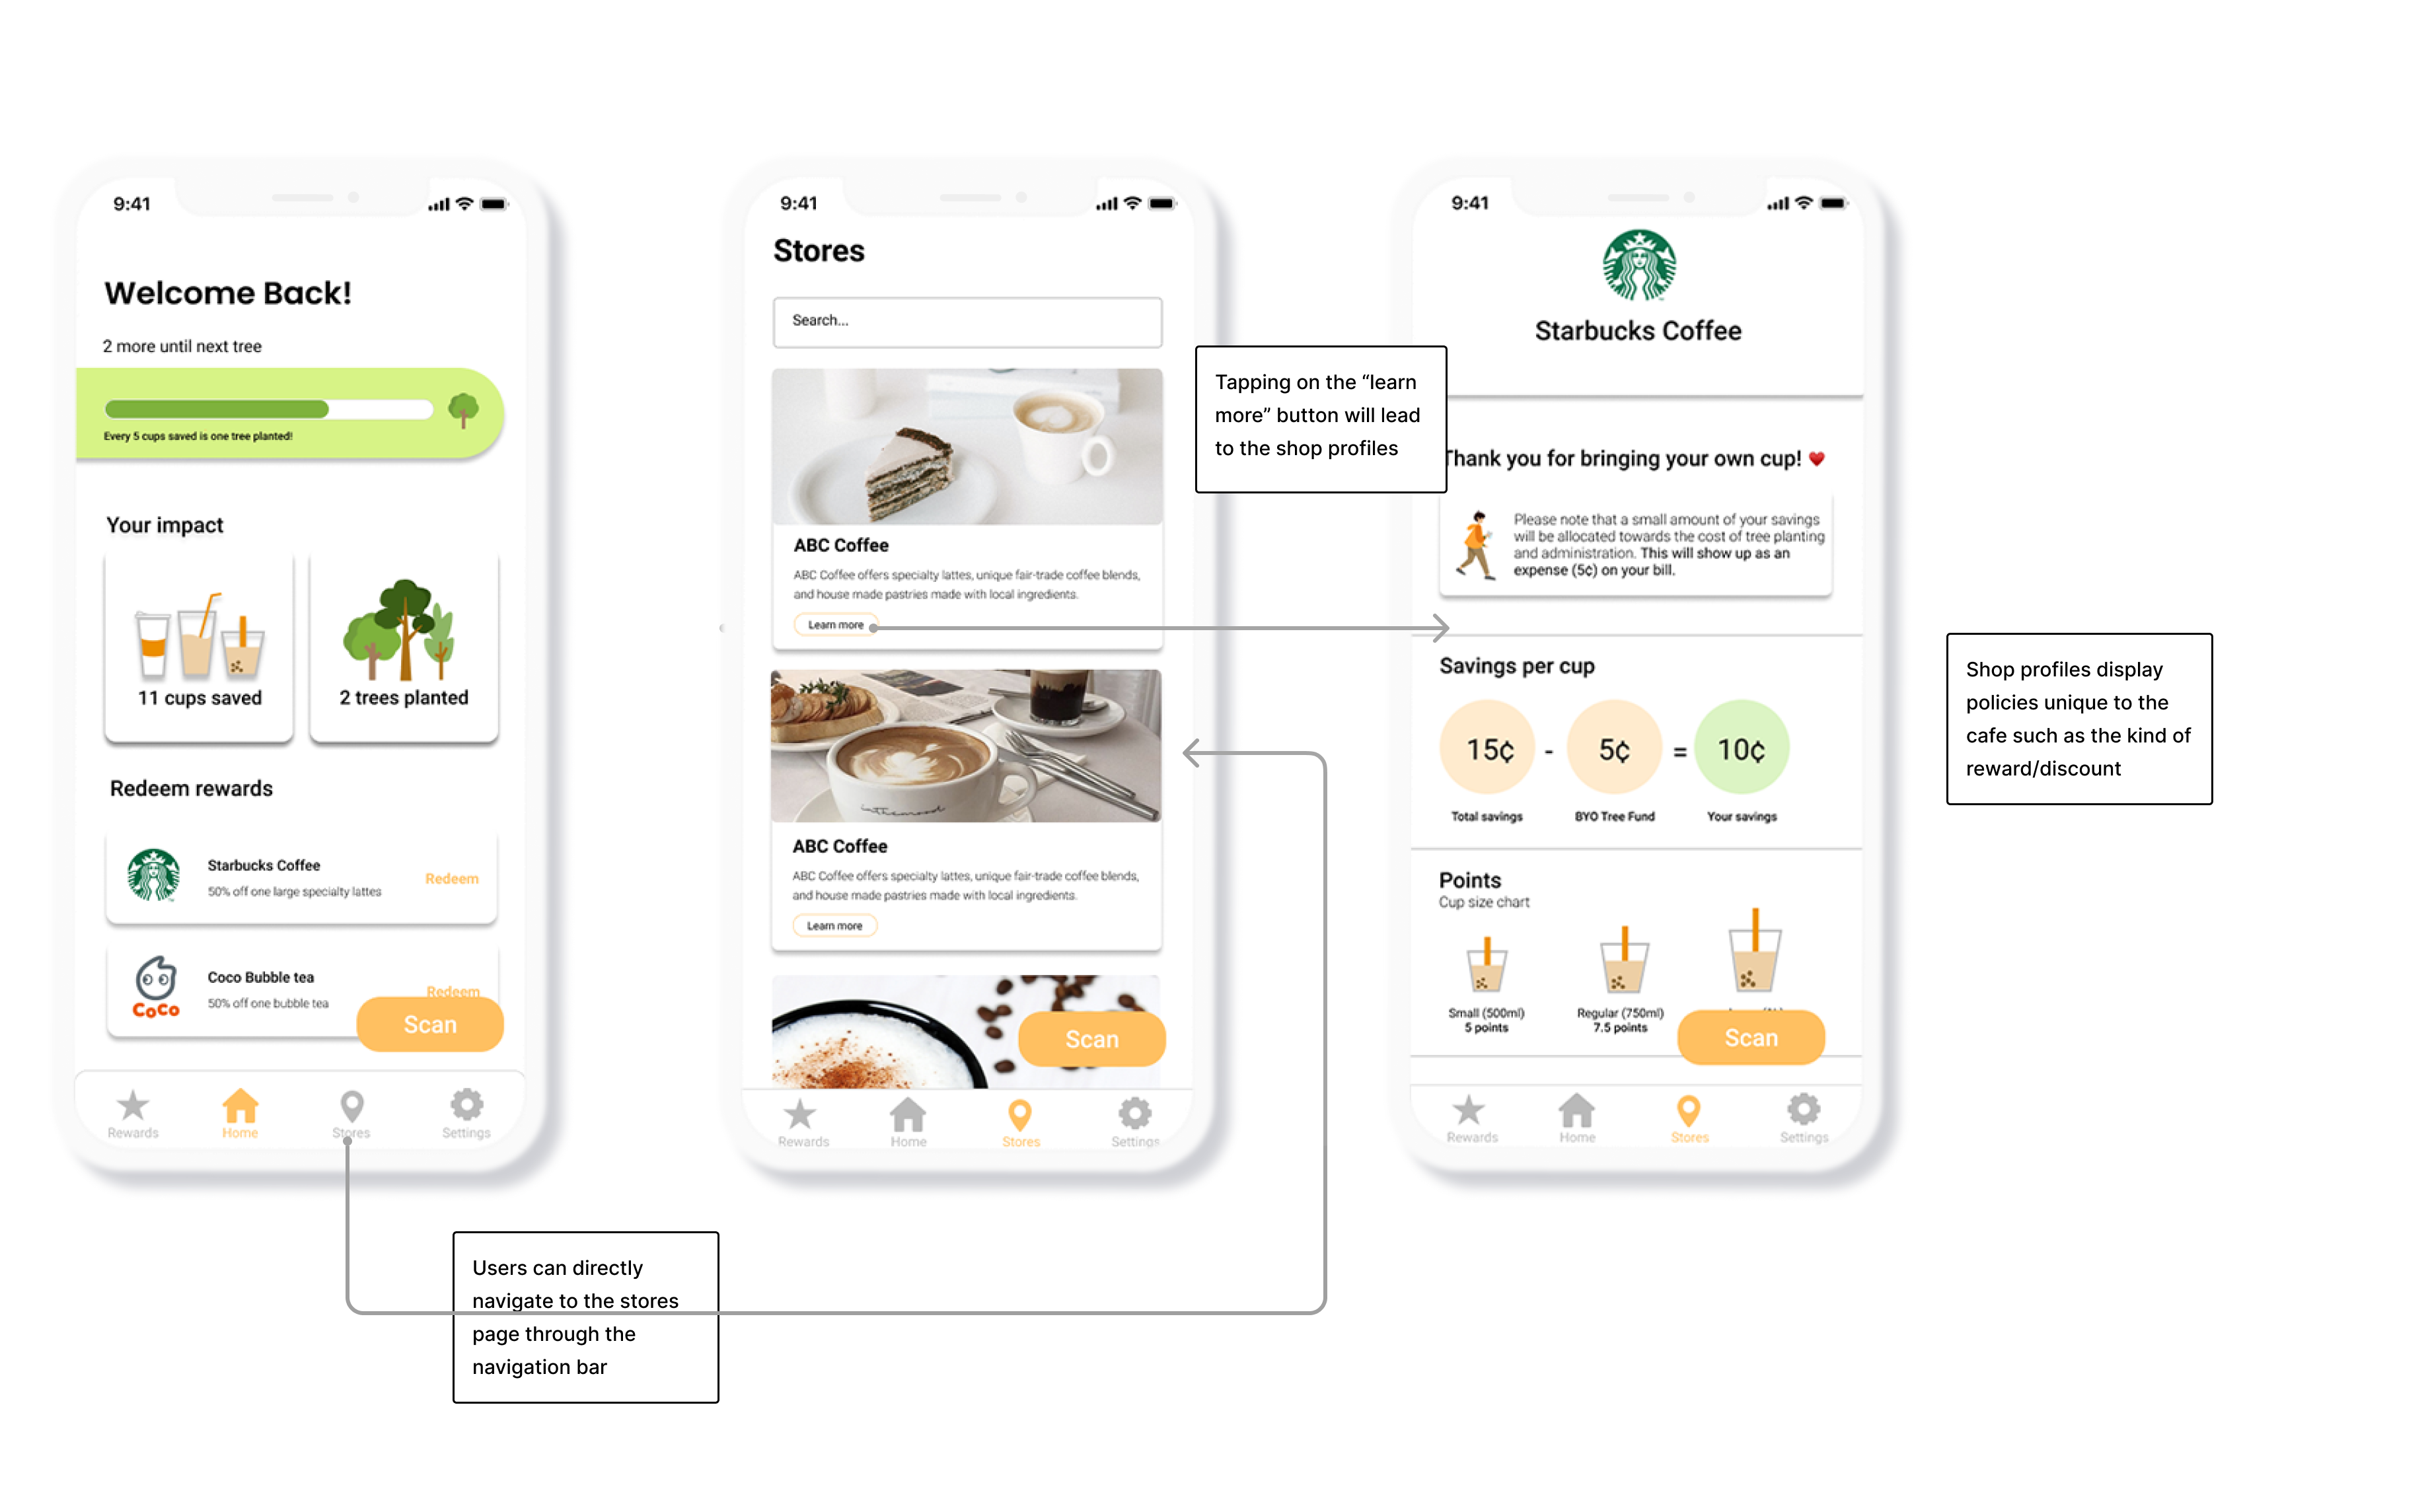 9:41
Welcome Back!
2 more until next tree
Every 5 cups saved is one tree planted!
Your impact
11 cups saved
2 trees planted
Redeem rewards
Starbucks Coffee
50% off one large specialty lattes
Redeem
CoCo
Coco Bubble tea
50% off one bubble tea
Redeem
Scan
Rewards
Home
Stores
Settings
Users can directly
navigate to the stores
page through the
navigation bar
9:41
Stores
Search...
ABC Coffee
ABC Coffee offers specialty lattes, unique fair-trade coffee blends,
and house made pastries made with local ingredients.
Learn more
ABC Coffee
ABC Coffee offers specialty lattes, unique fair-trade coffee blends,
and house made pastries made with local ingredients.
Learn more
Scan
Rewards
Home
Stores
Settings
Tapping on the “learn
more” button will lead
to the shop profiles
9:41
Starbucks Coffee
Thank you for bringing your own cup!
Please note that a small amount of your savings
will be allocated towards the cost of tree planting
and administration. This will show up as an
expense (5¢) on your bill.
Savings per cup
15¢ - 5¢ = 10¢
Total savings
BYO Tree Fund
Your savings
Points
Cup size chart
Small (500ml)
5 points
Regular (750ml)
7.5 points
Scan
Rewards
Home
Stores
Settings
Shop profiles display
policies unique to the
cafe such as the kind of
reward/discount